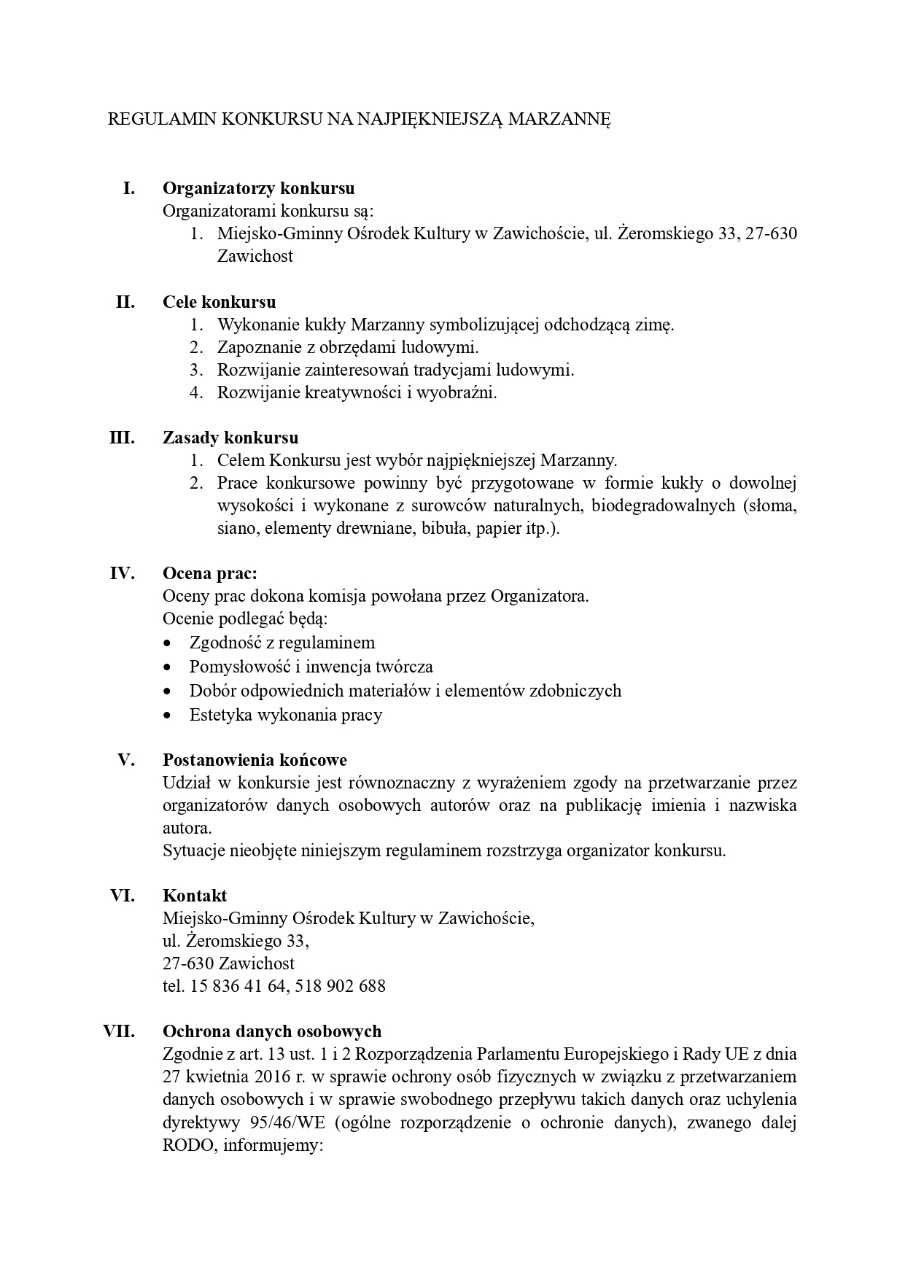 REGULAMIN KONKURSU NA NAJPIĘKNIEJSZĄ MARZANNĘ
I. Organizatorzy konkursu
Organizatorami konkursu są:
1. Miejsko-Gminny Ośrodek Kultury w Zawichoście, ul. Żeromskiego 33, 27-630
Zawichost
II. Cele konkursu
1. Wykonanie kukły Marzanny symbolizującej odchodzącą zimę.
2. Zapoznanie z obrzędami ludowymi.
3. Rozwijanie zainteresowań tradycjami ludowymi.
4. Rozwijanie kreatywności i wyobraźni.
III. Zasady konkursu
1. Celem Konkursu jest wybór najpiękniejszej Marzanny.
2. Prace konkursowe powinny być przygotowane w formie kukły o dowolnej
wysokości i wykonane z surowców naturalnych, biodegradowalnych (słoma,
siano, elementy drewniane, bibuła, papier itp.).
IV. Ocena prac:
Oceny prac dokona komisja powołana przez Organizatora.
Ocenie podlegać będą:
• Zgodność z regulaminem
• Pomysłowość i inwencja twórcza
• Dobór odpowiednich materiałów i elementów zdobniczych
• Estetyka wykonania pracy
V. Postanowienia końcowe
Udział w konkursie jest równoznaczny z wyrażeniem zgody na przetwarzanie przez
organizatorów danych osobowych autorów oraz na publikację imienia i nazwiska
autora.
Sytuacje nieobjęte niniejszym regulaminem rozstrzyga organizator konkursu.
VI. Kontakt
Miejsko-Gminny Ośrodek Kultury w Zawichoście,
ul. Żeromskiego 33,
27-630 Zawichost
tel. 15 836 41 64, 518 902 688
VII. Ochrona danych osobowych
Zgodnie z art. 13 ust. 1 i 2 Rozporządzenia Parlamentu Europejskiego i Rady UE z dnia
27 kwietnia 2016 r. w sprawie ochrony osób fizycznych w związku z przetwarzaniem
danych osobowych i w sprawie swobodnego przepływu takich danych oraz uchylenia
dyrektywy 95/46/WE (ogólne rozporządzenie o ochronie danych), zwanego dalej
RODO, informujemy: